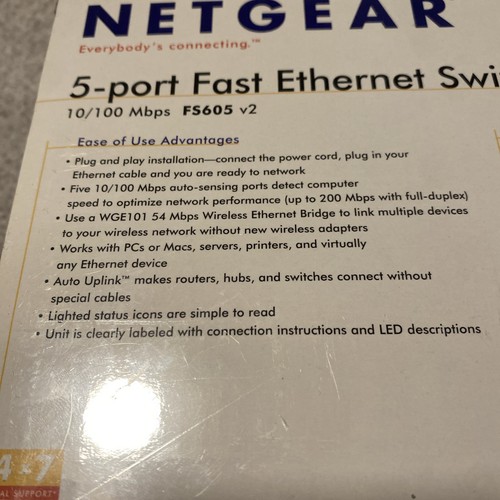 NETGEAR
Everybody's connecting.™
5-port Fast Ethernet Swi
10/100 Mbps FS605 v2
Ease of Use Advantages
• Plug and play installation—connect the power cord, plug in your
Ethernet cable and you are ready to network
• Five 10/100 Mbps auto-sensing ports detect computer
speed to optimize network performance (up to 200 Mbps with full-duplex)
• Use a WGE101 54 Mbps Wireless Ethernet Bridge to link multiple devices
to your wireless network without new wireless adapters
• Works with PCs or Macs, servers, printers, and virtually
any Ethernet device
• Auto Uplink™ makes routers, hubs, and switches connect without
special cables
• Lighted status icons are simple to read
• Unit is clearly labeled with connection instructions and LED descriptions
4-7
AL SUPPORT*